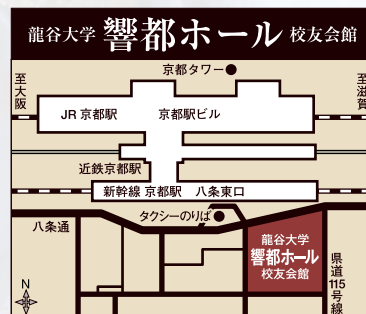 龍谷大学 響都ホール 校友会館
京都タワー
至大阪
至滋賀
JR 京都駅 京都駅ビル
近鉄京都駅
新幹線 京都駅 八条東口
タクシーのりば
八条通
龍谷大学
響都ホール
校友会館
県道115号線
N